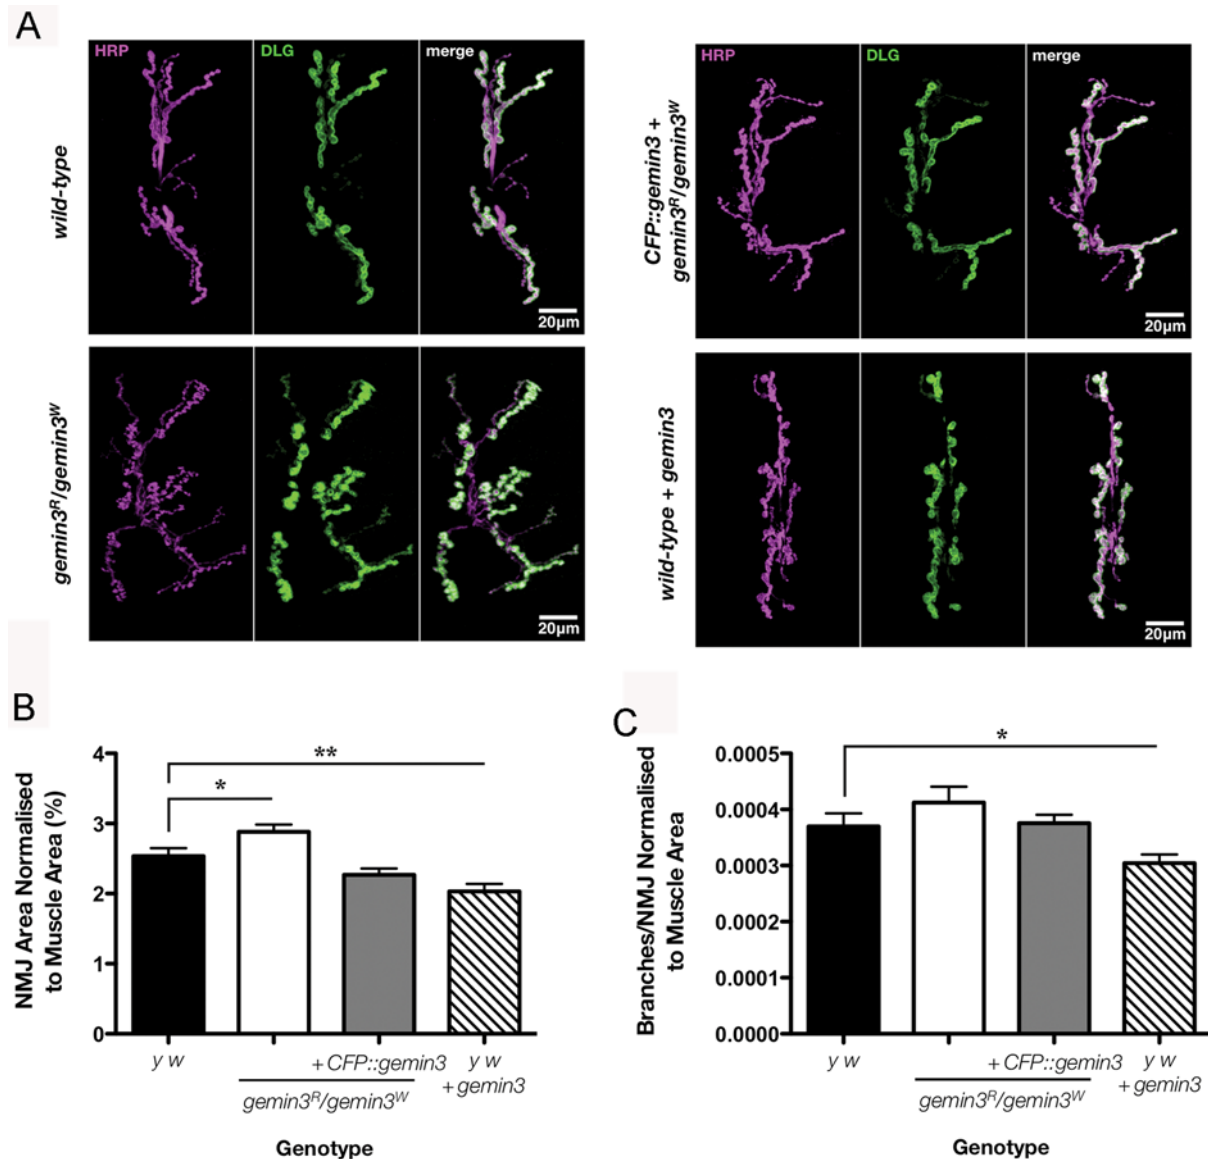 A
HRP DLG merge
wild-type
20µm
HRP DLG merge
CFP::gemin3 +
gemin3ᴿ/gemin3ᵂ
20µm
gemin3ᴿ/gemin3ᵂ
20µm
wild-type + gemin3
20µm
B
NMJ Area Normalised
to Muscle Area (%)
4
3
2
1
0
**
*
y w
+ CFP::gemin3
y w
+ gemin3
gemin3ᴿ/gemin3ᵂ
Genotype
C
Branches/NMJ Normalised
to Muscle Area
0.0005
0.0004
0.0003
0.0002
0.0001
0.0000
*
y w
+ CFP::gemin3
y w
+ gemin3
gemin3ᴿ/gemin3ᵂ
Genotype